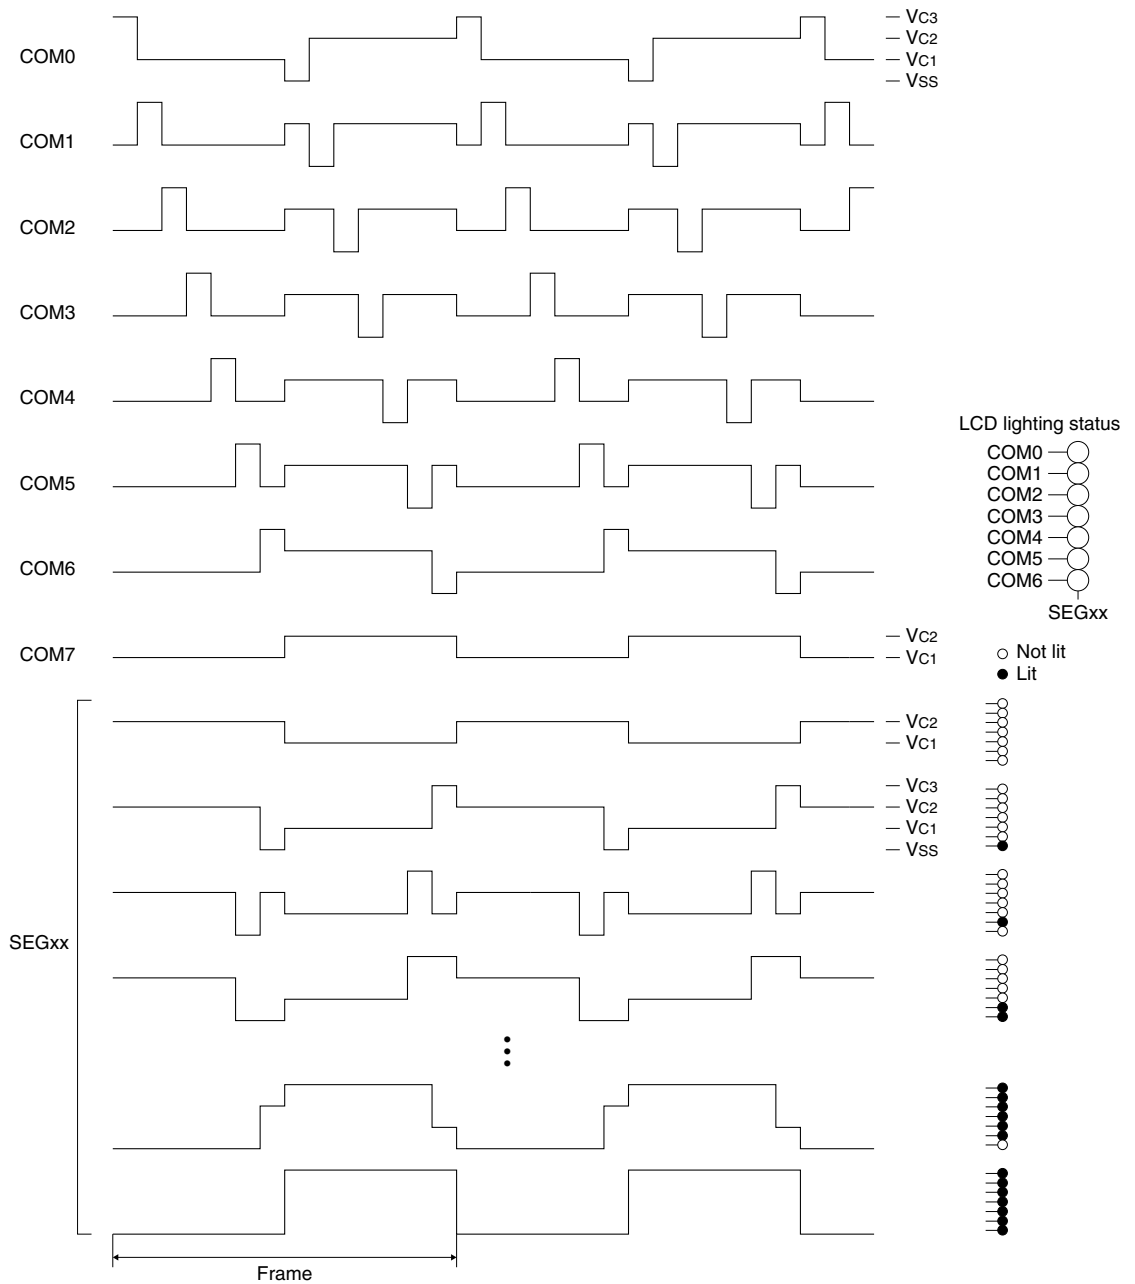 COM0
VC3
VC2
VC1
VSS
COM1
COM2
COM3
COM4
COM5
COM6
COM7
VC2
VC1
LCD lighting status
COM0
COM1
COM2
COM3
COM4
COM5
COM6
SEGxx
Not lit
Lit
SEGxx
VC2
VC1
VC3
VC2
VC1
VSS
Frame